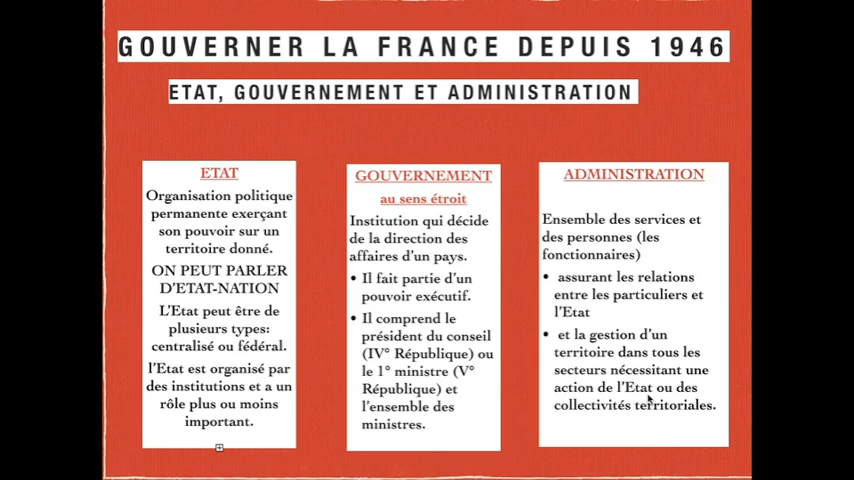 GOUVERNER LA FRANCE DEPUIS 1946
ETAT, GOUVERNEMENT ET ADMINISTRATION
ETAT
Organisation politique
permanente exerçant
son pouvoir sur un
territoire donné.
ON PEUT PARLER
D'ETAT-NATION
L'Etat peut être de
plusieurs types:
centralisé ou fédéral.
l'Etat est organisé par
des institutions et a un
rôle plus ou moins
important.
GOUVERNEMENT
au sens étroit
Institution qui décide
de la direction des
affaires d'un pays.
• Il fait partie d'un
pouvoir exécutif.
• Il comprend le
président du conseil
(IV° République) ou
le 1° ministre (V°
République) et
l'ensemble des
ministres.
ADMINISTRATION
Ensemble des services et
des personnes (les
fonctionnaires)
• assurant les relations
entre les particuliers et
l'Etat
• et la gestion d'un
territoire dans tous les
secteurs nécessitant une
action de l'Etat ou des
collectivités territoriales.